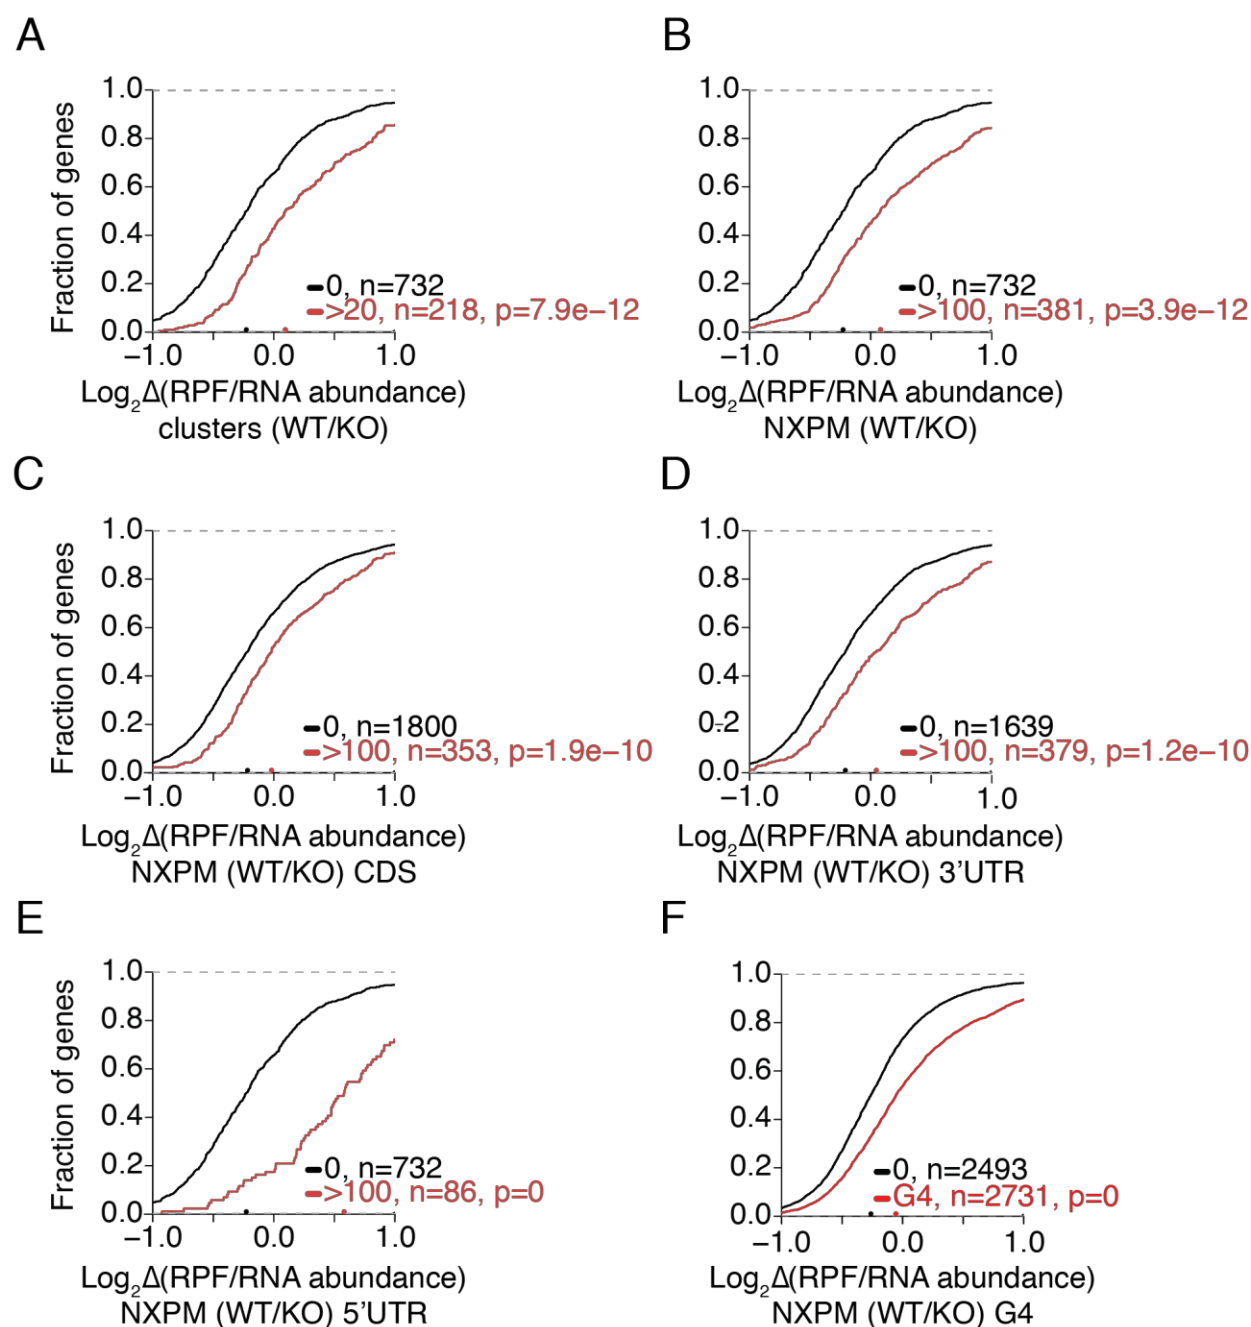 A
Fraction of genes
1.0
0.8
0.6
0.4
0.2
0.0
0, n=732
>20, n=218, p=7.9e−12
−1.0 0.0 1.0
Log2Δ(RPF/RNA abundance)
clusters (WT/KO)
B
1.0
0.8
0.6
0.4
0.2
0.0
0, n=732
>100, n=381, p=3.9e−12
−1.0 0.0 1.0
Log2Δ(RPF/RNA abundance)
NXPM (WT/KO)
C
Fraction of genes
1.0
0.8
0.6
0.4
0.2
0.0
0, n=1800
>100, n=353, p=1.9e−10
−1.0 0.0 1.0
Log2Δ(RPF/RNA abundance)
NXPM (WT/KO) CDS
D
1.0
0.8
0.6
0.4
0.2
0.0
0, n=1639
>100, n=379, p=1.2e−10
−1.0 0.0 1.0
Log2Δ(RPF/RNA abundance)
NXPM (WT/KO) 3’UTR
E
Fraction of genes
1.0
0.8
0.6
0.4
0.2
0.0
0, n=732
>100, n=86, p=0
−1.0 0.0 1.0
Log2Δ(RPF/RNA abundance)
NXPM (WT/KO) 5’UTR
F
1.0
0.8
0.6
0.4
0.2
0.0
0, n=2493
G4, n=2731, p=0
−1.0 0.0 1.0
Log2Δ(RPF/RNA abundance)
NXPM (WT/KO) G4